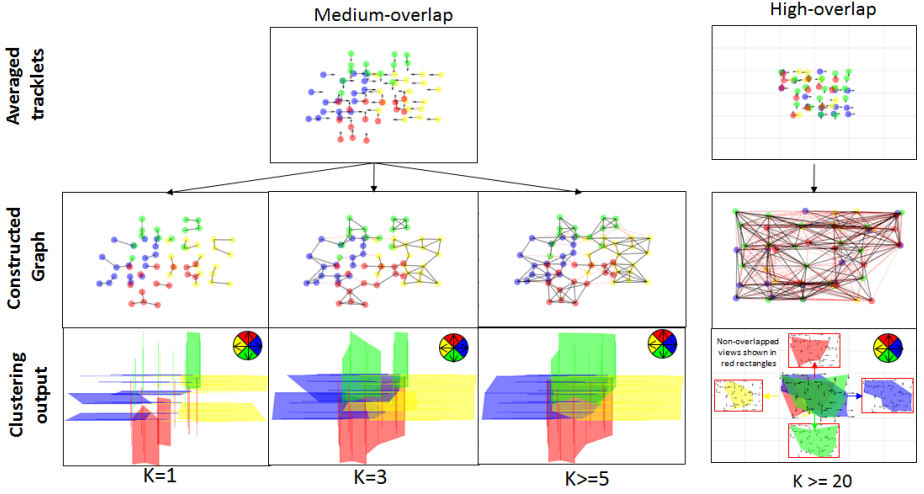 Medium-overlap
High-overlap
Averaged
tracklets
Constructed
Graph
Clustering
output
Non-overlapped
views shown in
red rectangles
K=1
K=3
K>=5
K >= 20